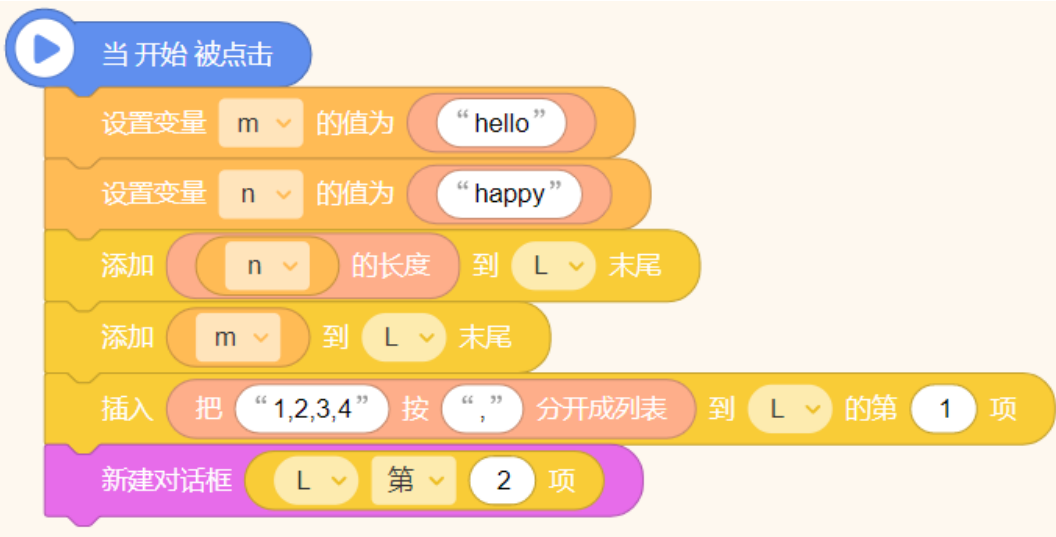 当 开始 被点击
设置变量 m 的值为 “hello”
设置变量 n 的值为 “happy”
添加 n 的长度 到 L 末尾
添加 m 到 L 末尾
插入 把 “1,2,3,4” 按 “,” 分开成列表 到 L 的第 1 项
新建对话框 L 第 2 项